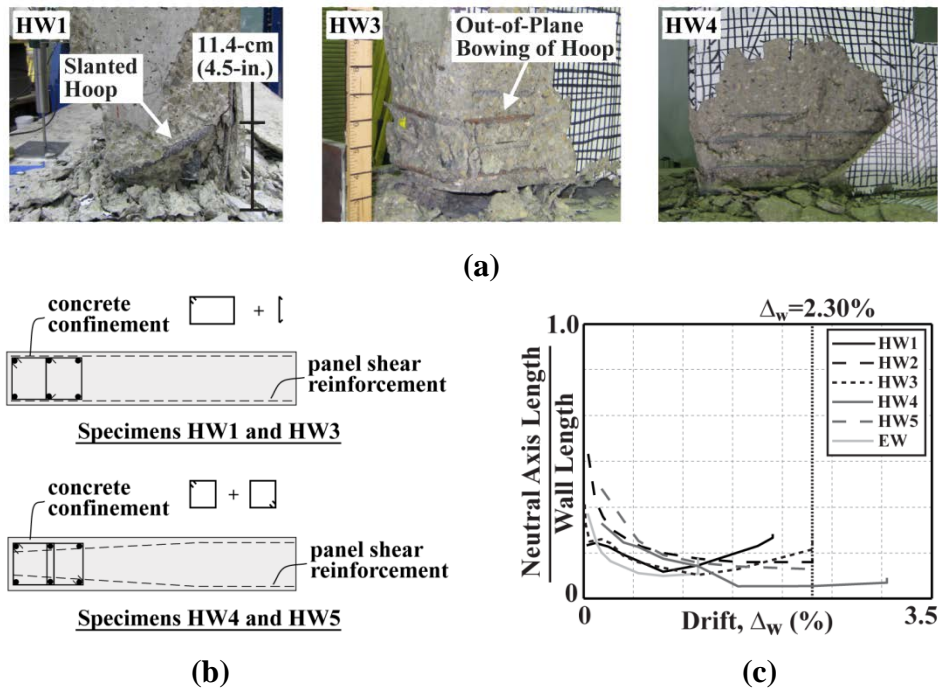 HW1
11.4-cm
(4.5-in.)
Slanted
Hoop
HW3
Out-of-Plane
Bowing of Hoop
HW4
(a)
concrete
confinement
+
panel shear
reinforcement
Specimens HW1 and HW3
concrete
confinement
+
panel shear
reinforcement
Specimens HW4 and HW5
(b)
Δw=2.30%
1.0
Neutral Axis Length
Wall Length
HW1
HW2
HW3
HW4
HW5
EW
0
0
Drift, Δw (%)
3.5
(c)